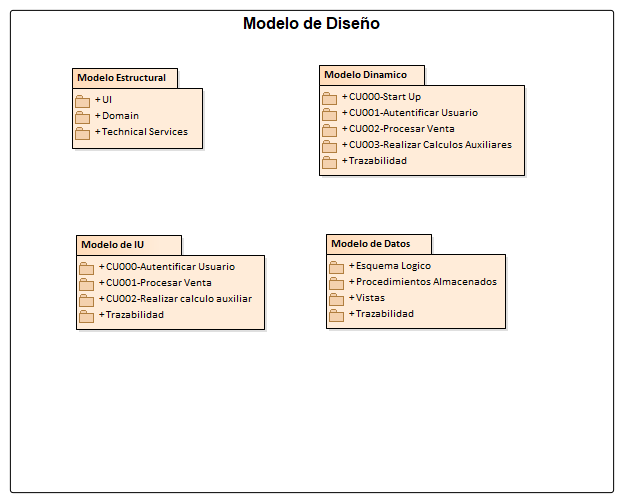 Modelo de Diseño
Modelo Estructural
+UI
+Domain
+Technical Services
Modelo Dinamico
+CU000-Start Up
+CU001-Autentificar Usuario
+CU002-Procesar Venta
+CU003-Realizar Calculos Auxiliares
+Trazabilidad
Modelo de IU
+CU000-Autentificar Usuario
+CU001-Procesar Venta
+CU002-Realizar calculo auxiliar
+Trazabilidad
Modelo de Datos
+Esquema Logico
+Procedimientos Almacenados
+Vistas
+Trazabilidad